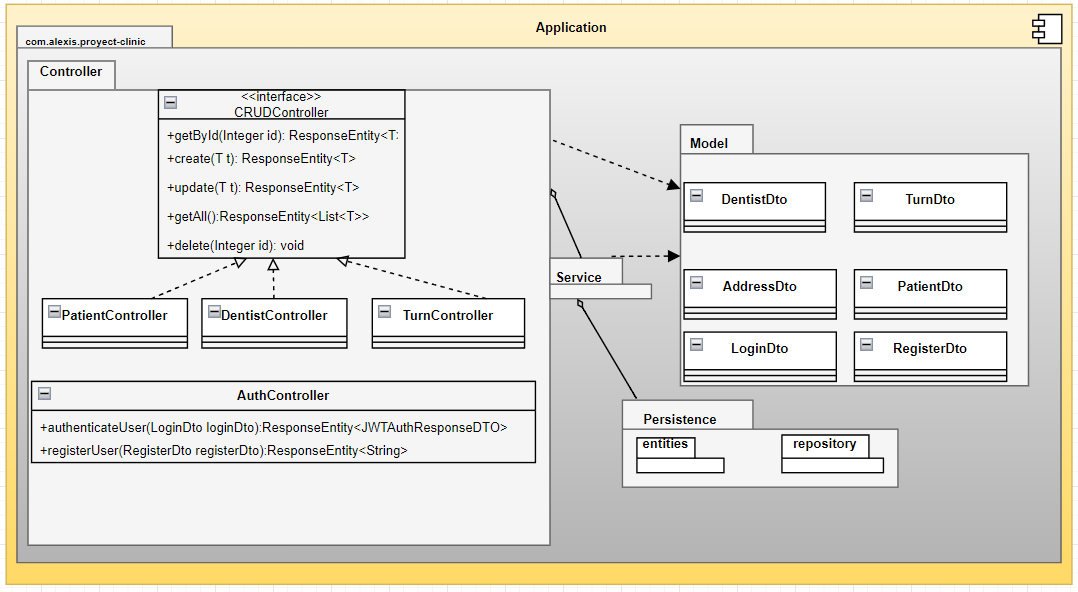 Application
com.alexis.proyect-clinic
Controller
<<interface>>
CRUDController
+getById(Integer id): ResponseEntity<T>
+create(T t): ResponseEntity<T>
+update(T t): ResponseEntity<T>
+getAll():ResponseEntity<List<T>>
+delete(Integer id): void
PatientController
DentistController
TurnController
AuthController
+authenticateUser(LoginDto loginDto):ResponseEntity<JWTAuthResponseDTO>
+registerUser(RegisterDto registerDto):ResponseEntity<String>
Service
Model
DentistDto
TurnDto
AddressDto
PatientDto
LoginDto
RegisterDto
Persistence
entities
repository